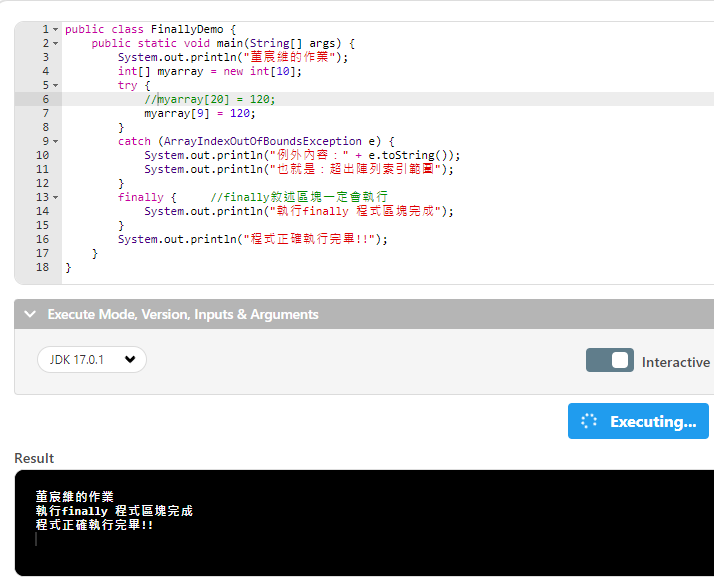 1 public class FinallyDemo {
2 public static void main(String[] args) {
3 System.out.println("董宸維的作業");
4 int[] myarray = new int[10];
5 try {
6 //myarray[20] = 120;
7 myarray[9] = 120;
8 }
9 catch (ArrayIndexOutOfBoundsException e) {
10 System.out.println("例外內容：" + e.toString());
11 System.out.println("也就是：超出陣列索引範圍");
12 }
13 finally { //finally敘述區塊一定會執行
14 System.out.println("執行finally 程式區塊完成");
15 }
16 System.out.println("程式正確執行完畢!!");
17 }
18 }
Execute Mode, Version, Inputs & Arguments
JDK 17.0.1
Interactive
Executing...
Result
董宸維的作業
執行finally 程式區塊完成
程式正確執行完畢!!